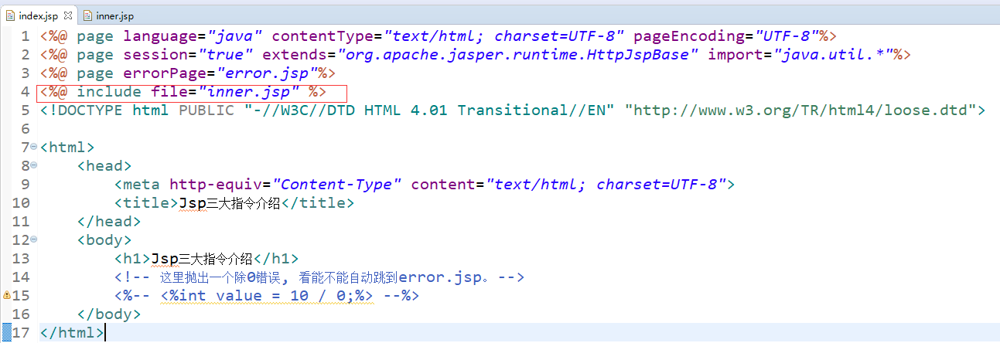 index.jsp inner.jsp
1 <%@ page language="java" contentType="text/html; charset=UTF-8" pageEncoding="UTF-8"%>
2 <%@ page session="true" extends="org.apache.jasper.runtime.HttpJspBase" import="java.util.*"%>
3 <%@ page errorPage="error.jsp"%>
4 <%@ include file="inner.jsp" %>
5 <!DOCTYPE html PUBLIC "-//W3C//DTD HTML 4.01 Transitional//EN" "http://www.w3.org/TR/html4/loose.dtd">
6
7 <html>
8     <head>
9         <meta http-equiv="Content-Type" content="text/html; charset=UTF-8">
10         <title>Jsp三大指令介绍</title>
11     </head>
12     <body>
13         <h1>Jsp三大指令介绍</h1>
14         <!-- 这里抛出一个除0错误, 看能不能自动跳到error.jsp。-->
15         <%-- <%int value = 10 / 0;%> --%>
16     </body>
17 </html>